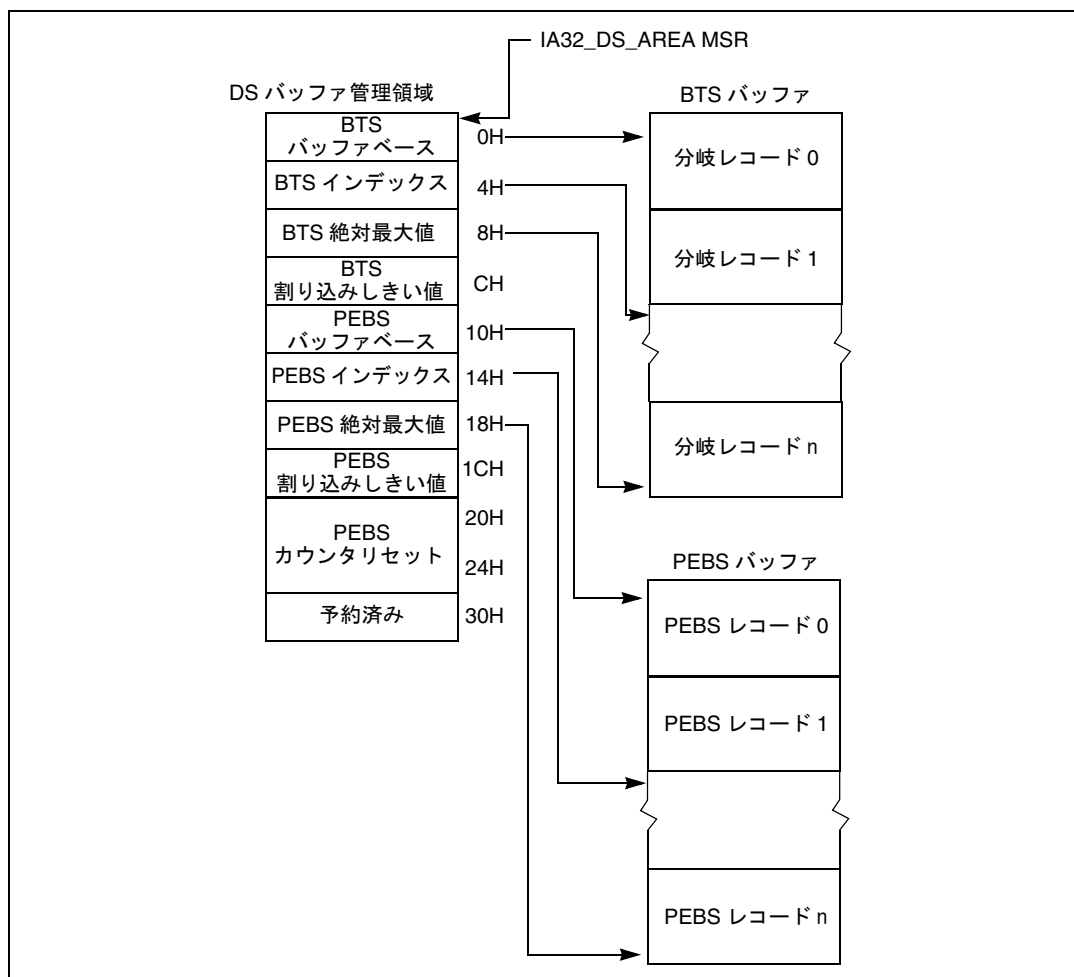 IA32_DS_AREA MSR
DS バッファ管理領域
BTS
バッファベース
0H
BTS インデックス
4H
BTS 絶対最大値
8H
BTS
割り込みしきい値
CH
PEBS
バッファベース
10H
PEBS インデックス
14H
PEBS 絶対最大値
18H
PEBS
割り込みしきい値
1CH
PEBS
カウンタリセット
20H
24H
予約済み
30H
BTS バッファ
分岐レコード 0
分岐レコード 1
分岐レコード n
PEBS バッファ
PEBS レコード 0
PEBS レコード 1
PEBS レコード n